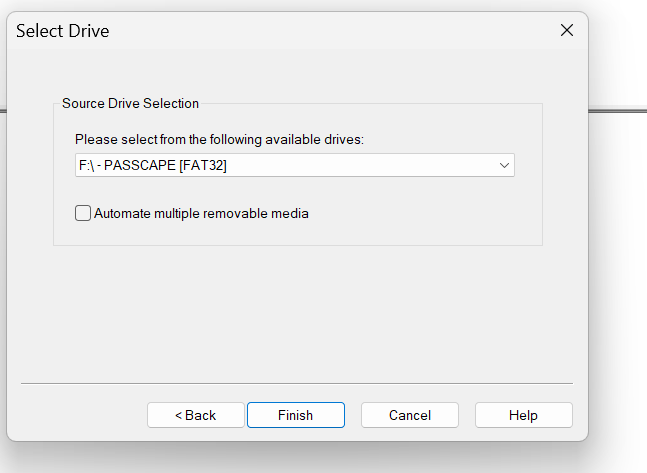 Select Drive
Source Drive Selection
Please select from the following available drives:
F:\ - PASSCAPE [FAT32]
Automate multiple removable media
< Back
Finish
Cancel
Help